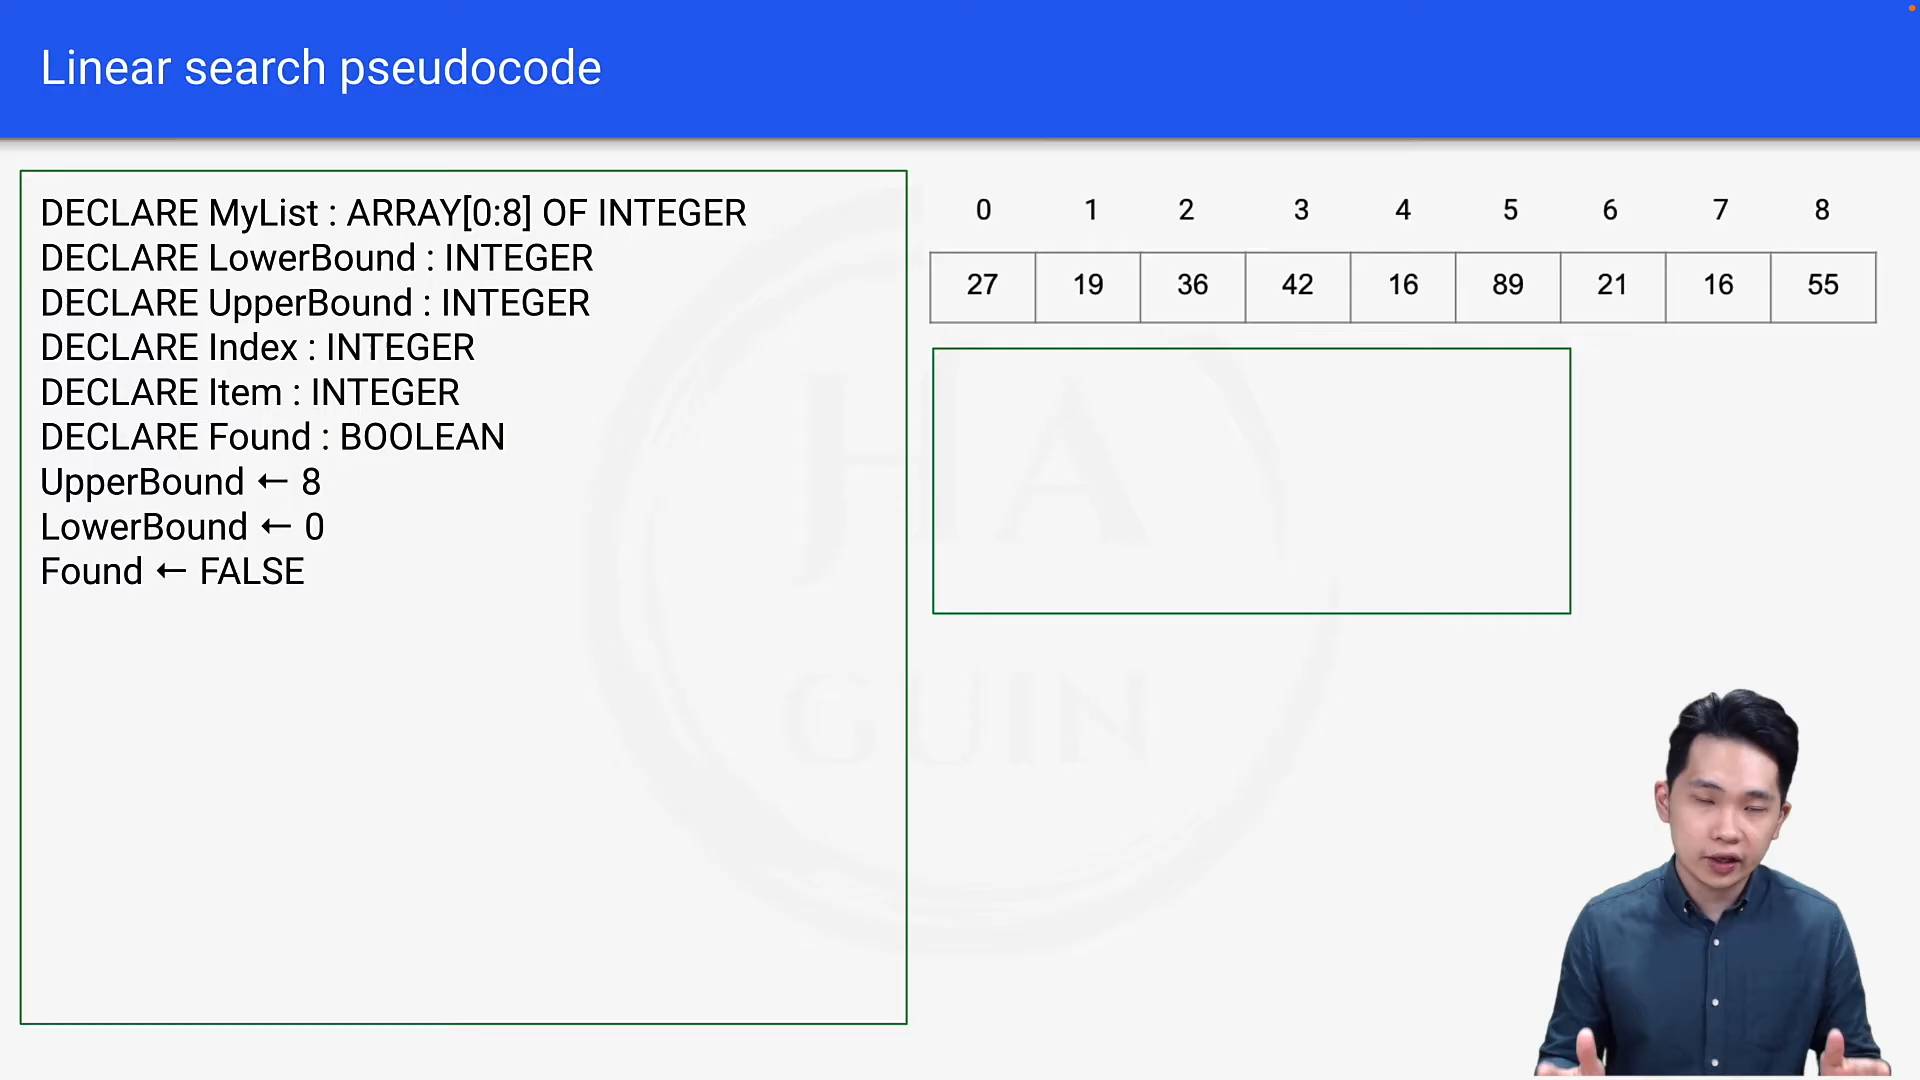 Linear search pseudocode
DECLARE MyList : ARRAY[0:8] OF INTEGER
DECLARE LowerBound : INTEGER
DECLARE UpperBound : INTEGER
DECLARE Index : INTEGER
DECLARE Item : INTEGER
DECLARE Found : BOOLEAN
UpperBound ← 8
LowerBound ← 0
Found ← FALSE
0 1 2 3 4 5 6 7 8
27 19 36 42 16 89 21 16 55
HA
GUIN